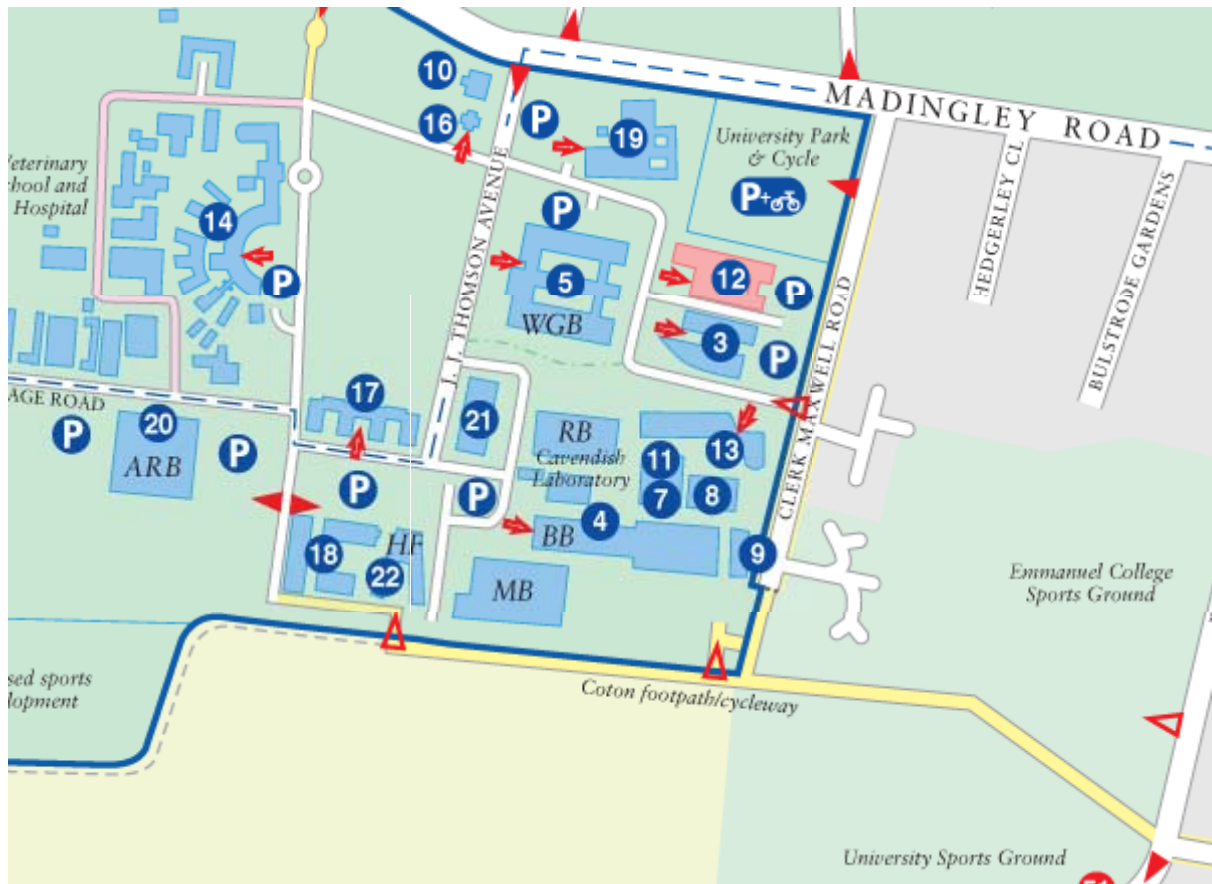 10
MADINGLEY ROAD
16
P
19
University Park
& Cycle
P+
Veterinary
School and
Hospital
14
P
J. J. THOMSON AVENUE
P
5
WGB
12
P
3
P
HEDGERLEY CL
BULSTRODE GARDENS
CLERK MAXWELL ROAD
AGE ROAD
P
20
ARB
P
17
P
21
P
RB
Cavendish
Laboratory
11
7
13
8
4
BB
9
18
HF
22
MB
Emmanuel College
Sports Ground
sed sports
lopment
Coton footpath/cycleway
University Sports Ground